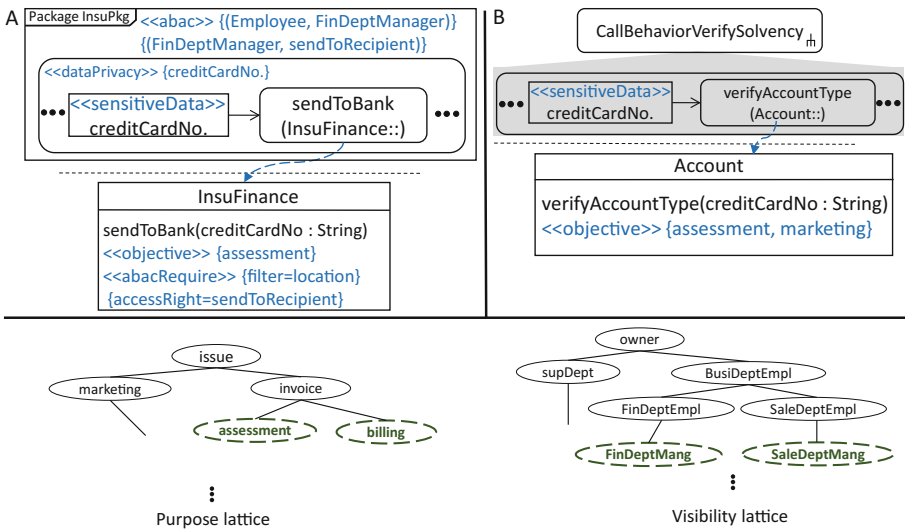 A
Package InsuPkg
<<abac>> {(Employee, FinDeptManager)}
{(FinDeptManager, sendToRecipient)}
<<dataPrivacy>> {creditCardNo.}
<<sensitiveData>>
creditCardNo.
sendToBank
(InsuFinance::)
InsuFinance
sendToBank(creditCardNo : String)
<<objective>> {assessment}
<<abacRequire>> {filter=location}
{accessRight=sendToRecipient}
B
CallBehaviorVerifySolvency
<<sensitiveData>>
creditCardNo.
verifyAccountType
(Account::)
Account
verifyAccountType(creditCardNo : String)
<<objective>> {assessment, marketing}
issue
marketing
invoice
assessment
billing
Purpose lattice
owner
supDept
BusiDeptEmpl
FinDeptEmpl
SaleDeptEmpl
FinDeptMang
SaleDeptMang
Visibility lattice